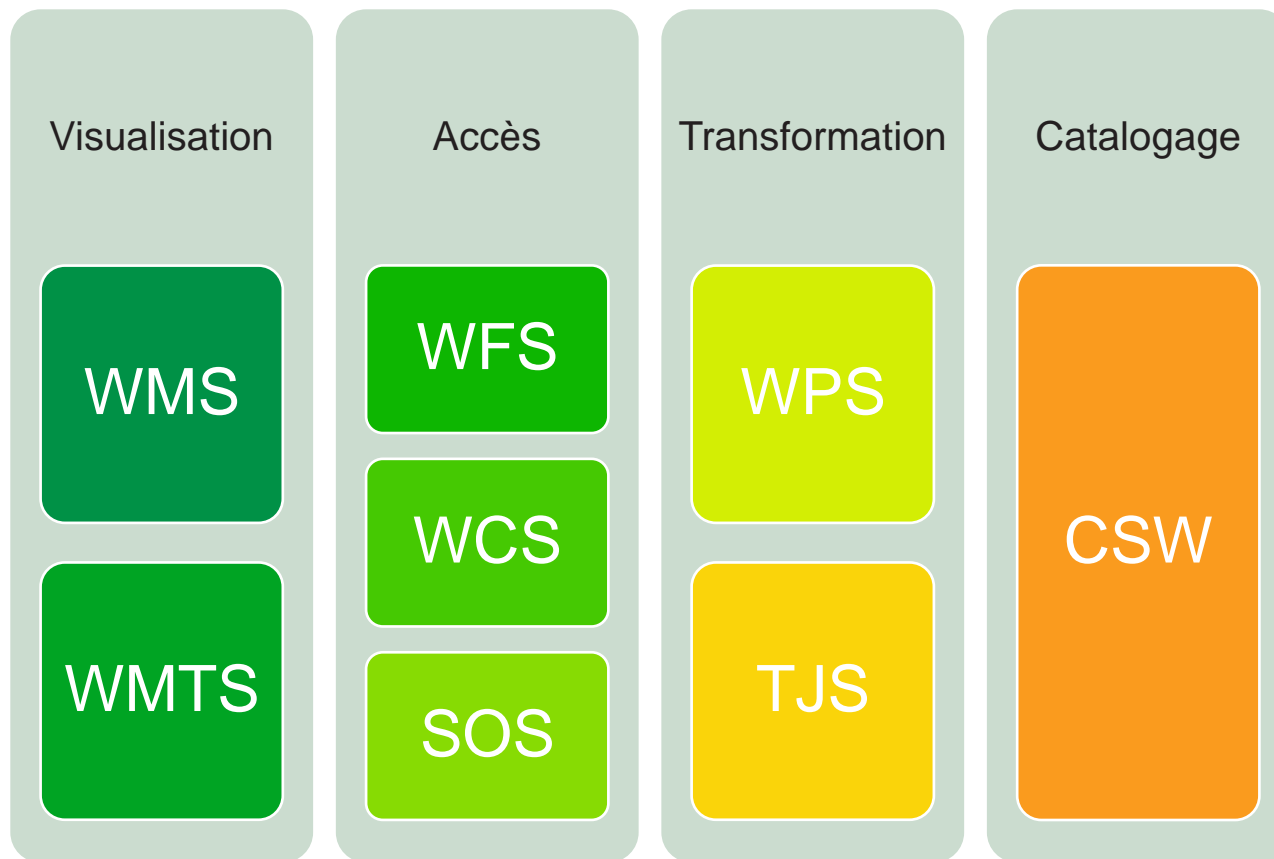 Visualisation
WMS
WMTS
Accès
WFS
WCS
SOS
Transformation
WPS
TJS
Catalogage
CSW